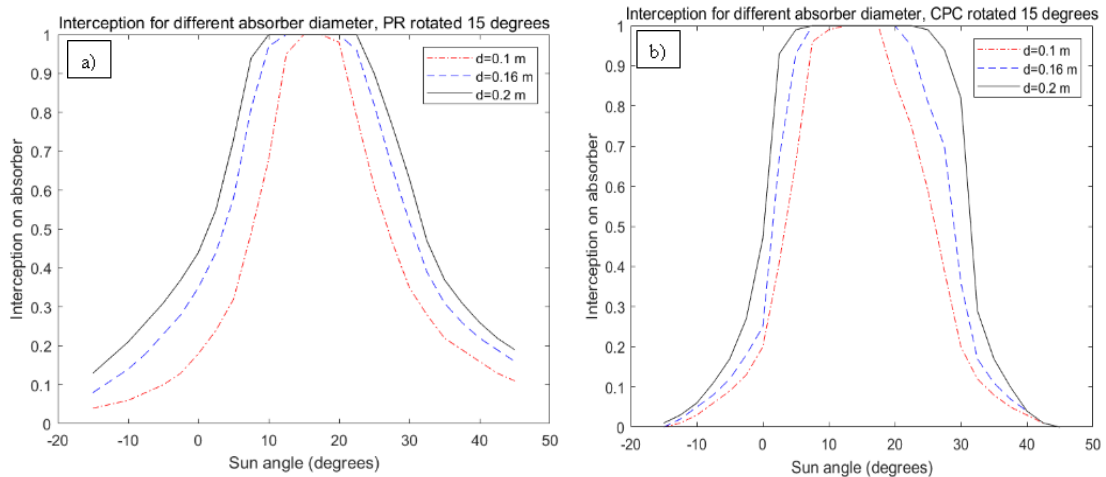 Interception for different absorber diameter, PR rotated 15 degrees
a)
d=0.1 m
d=0.16 m
d=0.2 m
1
0.9
0.8
0.7
0.6
0.5
0.4
0.3
0.2
0.1
0
Interception on absorber
-20 -10 0 10 20 30 40 50
Sun angle (degrees)
Interception for different absorber diameter, CPC rotated 15 degrees
b)
d=0.1 m
d=0.16 m
d=0.2 m
1
0.9
0.8
0.7
0.6
0.5
0.4
0.3
0.2
0.1
0
Interception on absorber
-20 -10 0 10 20 30 40 50
Sun angle (degrees)